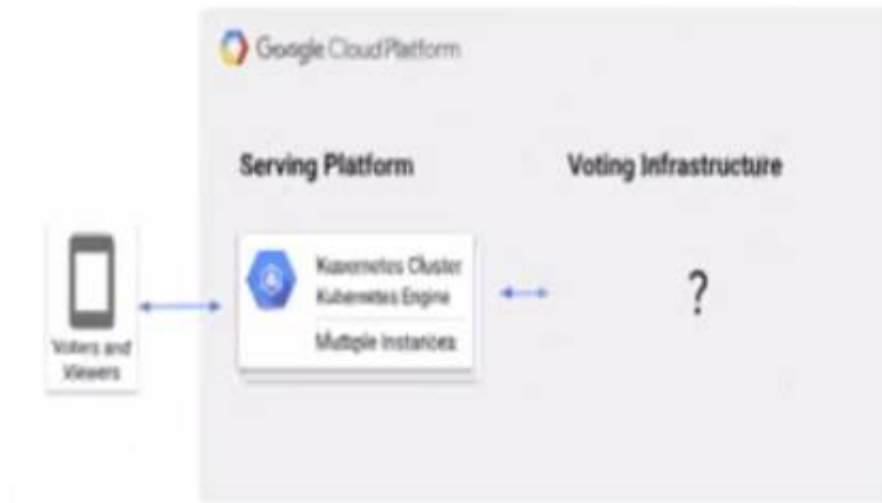 Google Cloud Platform
Serving Platform
Voting Infrastructure
Kubernetes Cluster
Kubernetes Engine
Multiple Instances
?
Voters and
Viewers